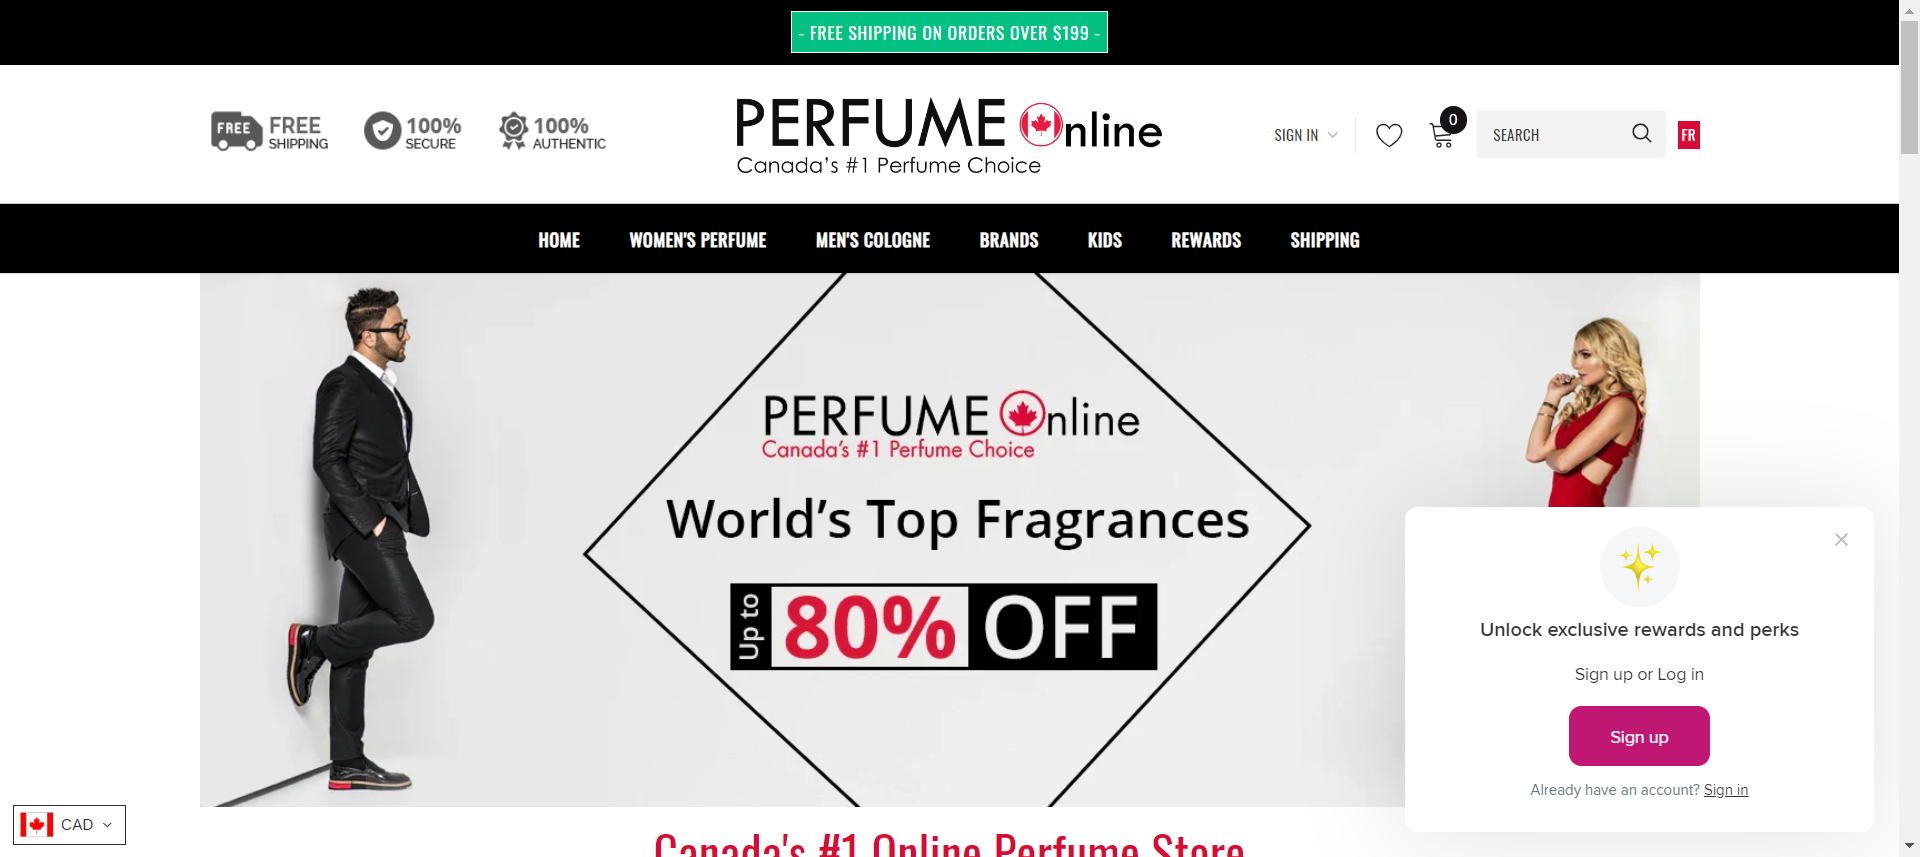 - FREE SHIPPING ON ORDERS OVER $199 -
FREE
FREE
SHIPPING
100%
SECURE
100%
AUTHENTIC
PERFUME Online
Canada's #1 Perfume Choice
SIGN IN
0
SEARCH
FR
HOME WOMEN'S PERFUME MEN'S COLOGNE BRANDS KIDS REWARDS SHIPPING
PERFUME Online
Canada's #1 Perfume Choice
World's Top Fragrances
Up to 80% OFF
Unlock exclusive rewards and perks
Sign up or Log in
Sign up
Already have an account? Sign in
CAD
Canada's #1 Online Perfume Store